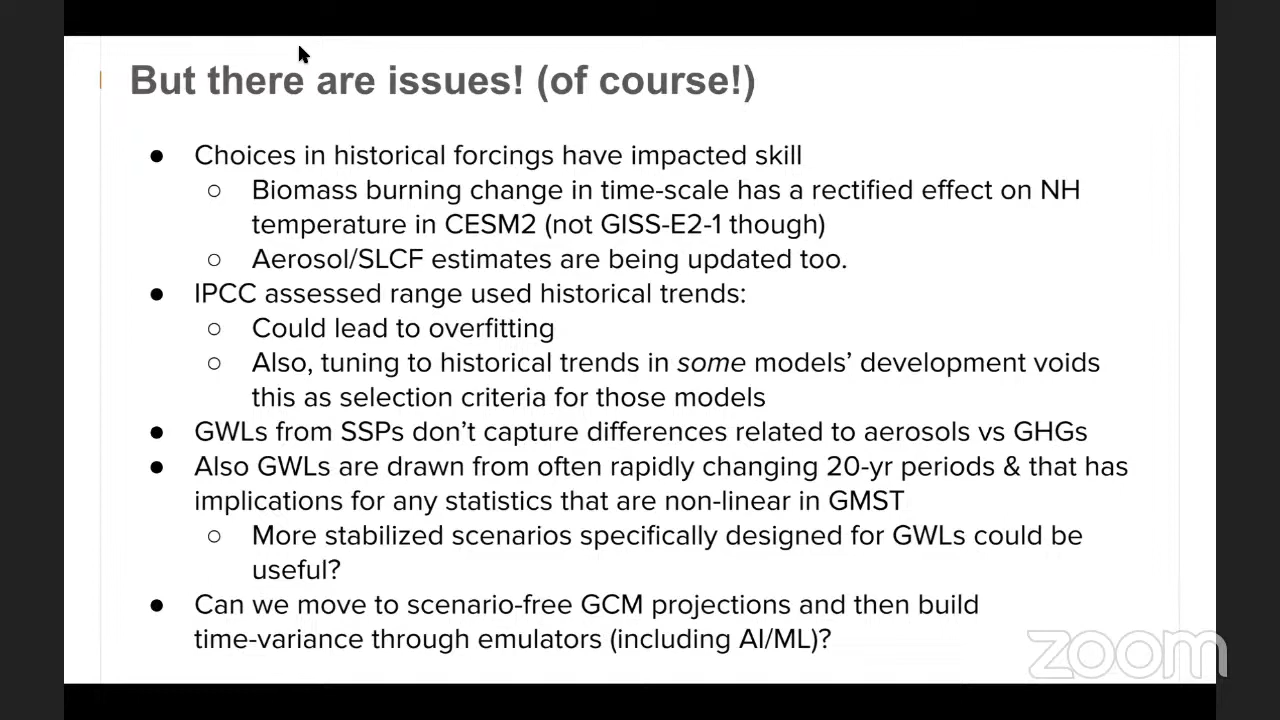 But there are issues! (of course!)
● Choices in historical forcings have impacted skill
○ Biomass burning change in time-scale has a rectified effect on NH
temperature in CESM2 (not GISS-E2-1 though)
○ Aerosol/SLCF estimates are being updated too.
● IPCC assessed range used historical trends:
○ Could lead to overfitting
○ Also, tuning to historical trends in some models’ development voids
this as selection criteria for those models
● GWLs from SSPs don’t capture differences related to aerosols vs GHGs
● Also GWLs are drawn from often rapidly changing 20-yr periods & that has
implications for any statistics that are non-linear in GMST
○ More stabilized scenarios specifically designed for GWLs could be
useful?
● Can we move to scenario-free GCM projections and then build
time-variance through emulators (including AI/ML)?
zoom